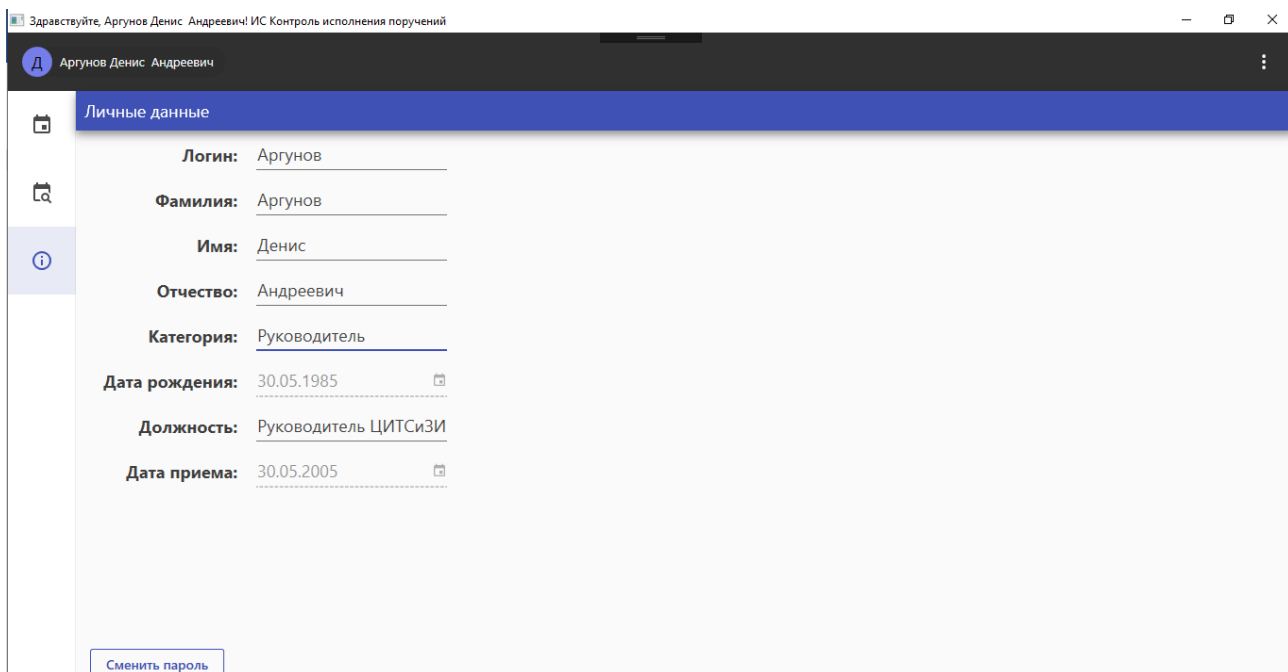 Здравствуйте, Аргунов Денис  Андреевич! ИС Контроль исполнения поручений
Д Аргунов Денис  Андреевич
Личные данные
Логин: Аргунов
Фамилия: Аргунов
Имя: Денис
Отчество: Андреевич
Категория: Руководитель
Дата рождения: 30.05.1985
Должность: Руководитель ЦИТСиЗИ
Дата приема: 30.05.2005
Сменить пароль